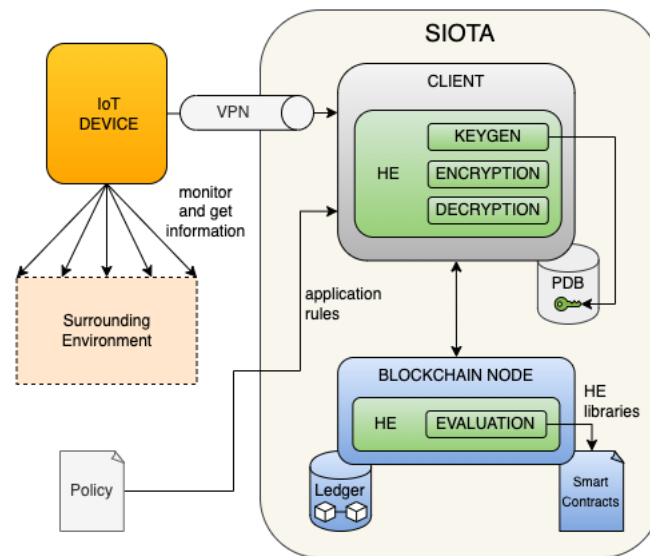 SIOTA
IoT
DEVICE
VPN
CLIENT
HE
KEYGEN
ENCRYPTION
DECRYPTION
monitor
and get
information
Surrounding
Environment
application
rules
PDB
BLOCKCHAIN NODE
HE
EVALUATION
HE
libraries
Policy
Ledger
Smart
Contracts